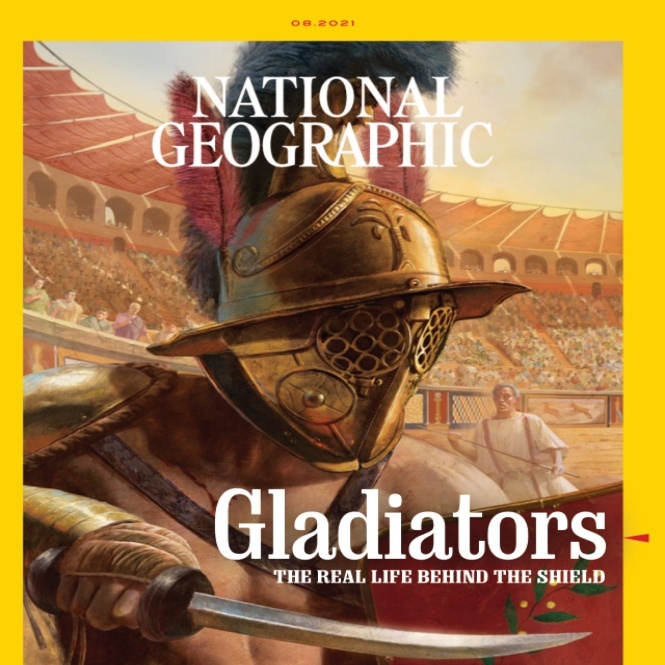 08.2021
NATIONAL
GEOGRAPHIC
Gladiators
THE REAL LIFE BEHIND THE SHIELD